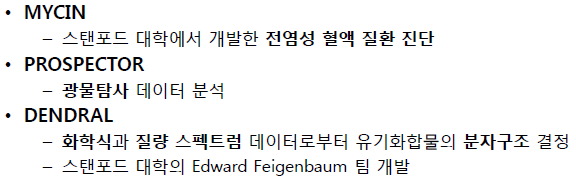 • MYCIN
– 스탠포드 대학에서 개발한 전염성 혈액 질환 진단
• PROSPECTOR
– 광물탐사 데이터 분석
• DENDRAL
– 화학식과 질량 스펙트럼 데이터로부터 유기화합물의 분자구조 결정
– 스탠포드 대학의 Edward Feigenbaum 팀 개발